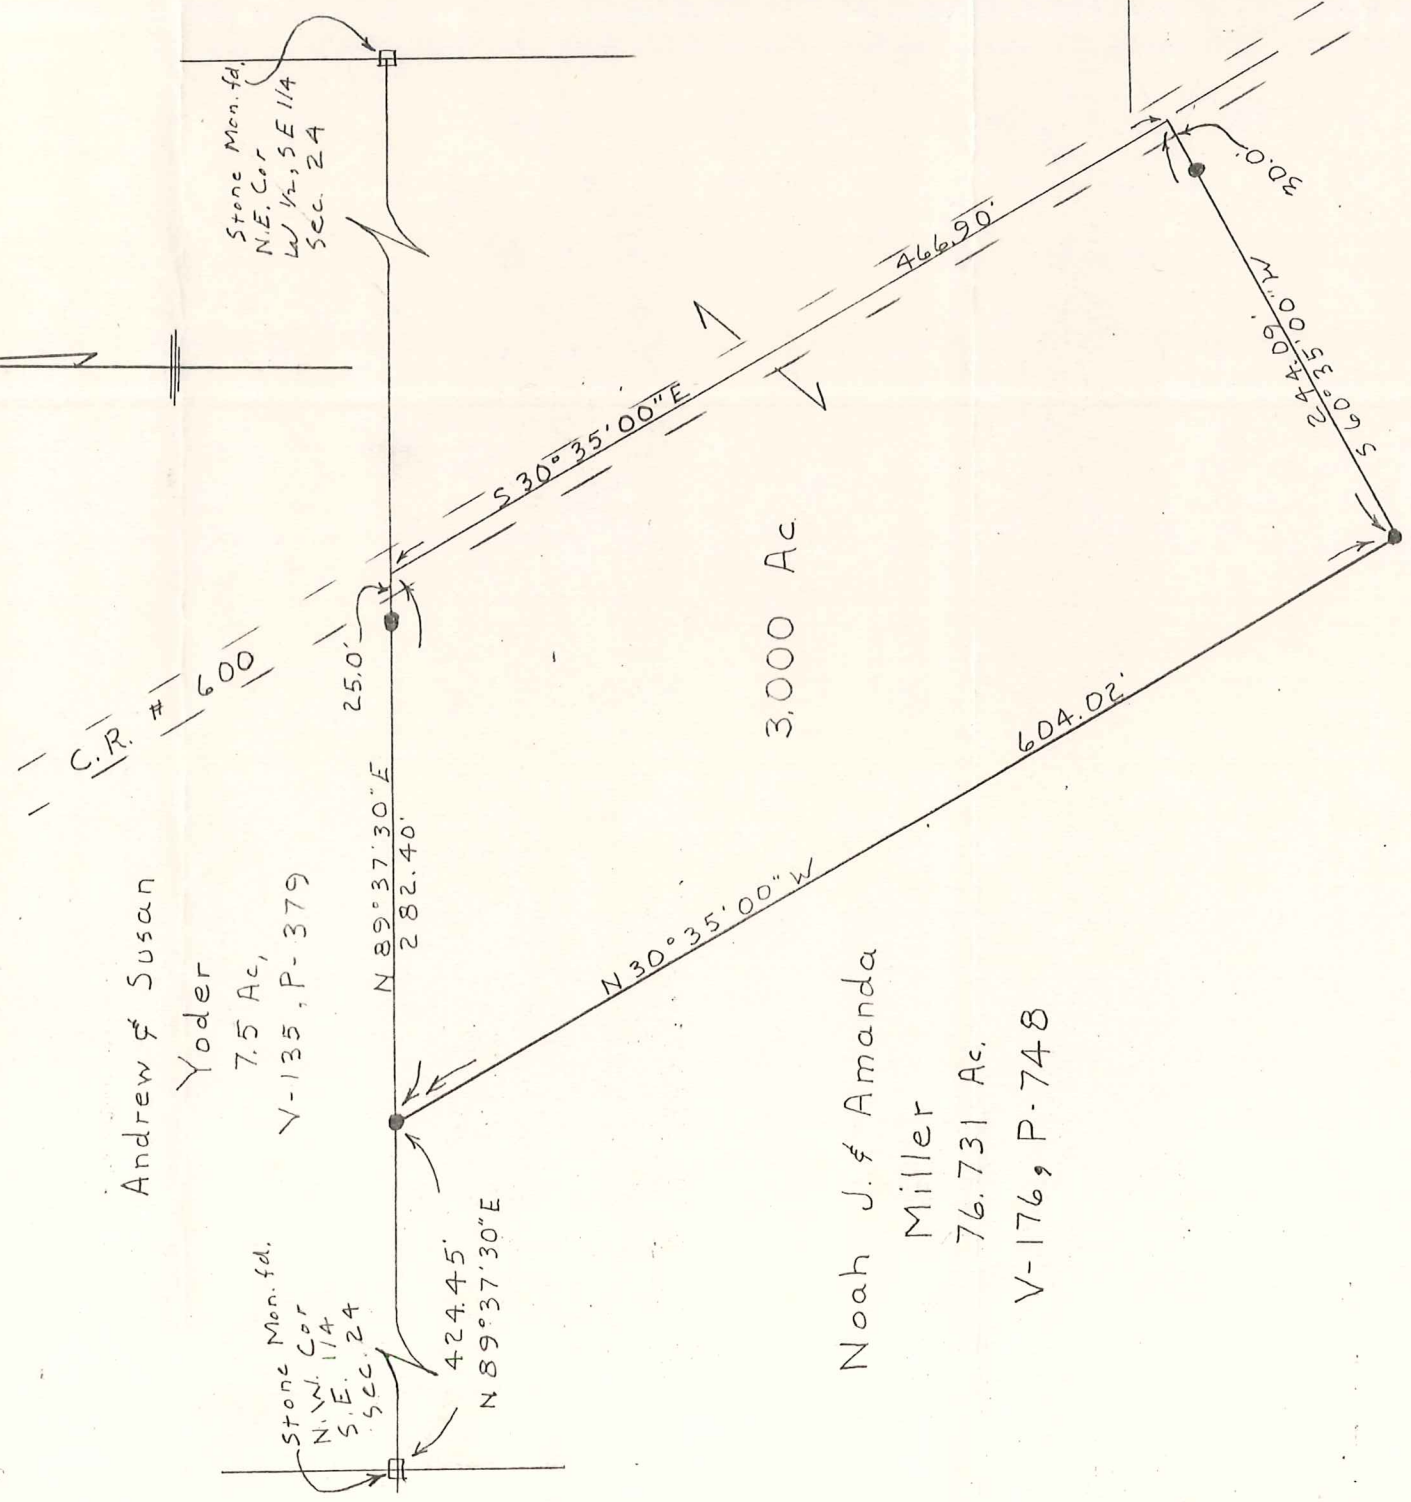 Stone Mon. fd.
N.E. Cor
W 1/2, S E 1/4
Sec. 24
C.R. # 600
25.0'
S 30° 35' 00" E
466.90'
30.0'
244.09'
S 60° 35' 00" W
3.000 Ac.
604.02'
N 30° 35' 00" W
N 89° 37' 30" E
282.40'
Andrew & Susan
Yoder
7.5 Ac,
V-135, P-379
Stone Mon. fd.
N.W. Cor
S.E. 1/4
Sec. 24
424.45'
N 89° 37' 30" E
Noah J. & Amanda
Miller
76.731 Ac.
V-176, P-748